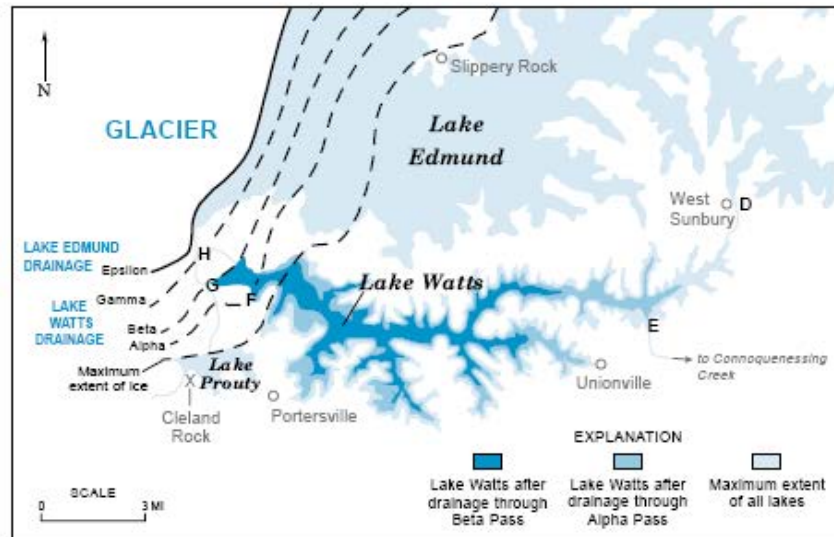 N
GLACIER
Slippery Rock
Lake
Edmund
West
Sunbury
D
LAKE EDMUND
DRAINAGE
H
Epsilon
G
F
Gamma
LAKE
WATTS
DRAINAGE
Lake Watts
Beta
Alpha
E
Maximum
extent of ice
Lake
Prouty
to Connoquenessing
Creek
Cleland
Rock
Portersville
Unionville
EXPLANATION
SCALE
0
3 MI
Lake Watts after
drainage through
Beta Pass
Lake Watts after
drainage through
Alpha Pass
Maximum extent
of all lakes